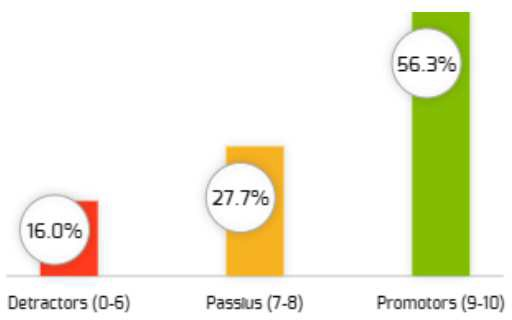 56.3%
27.7%
16.0%
Detractors (0-6) Passius (7-8) Promotors (9-10)